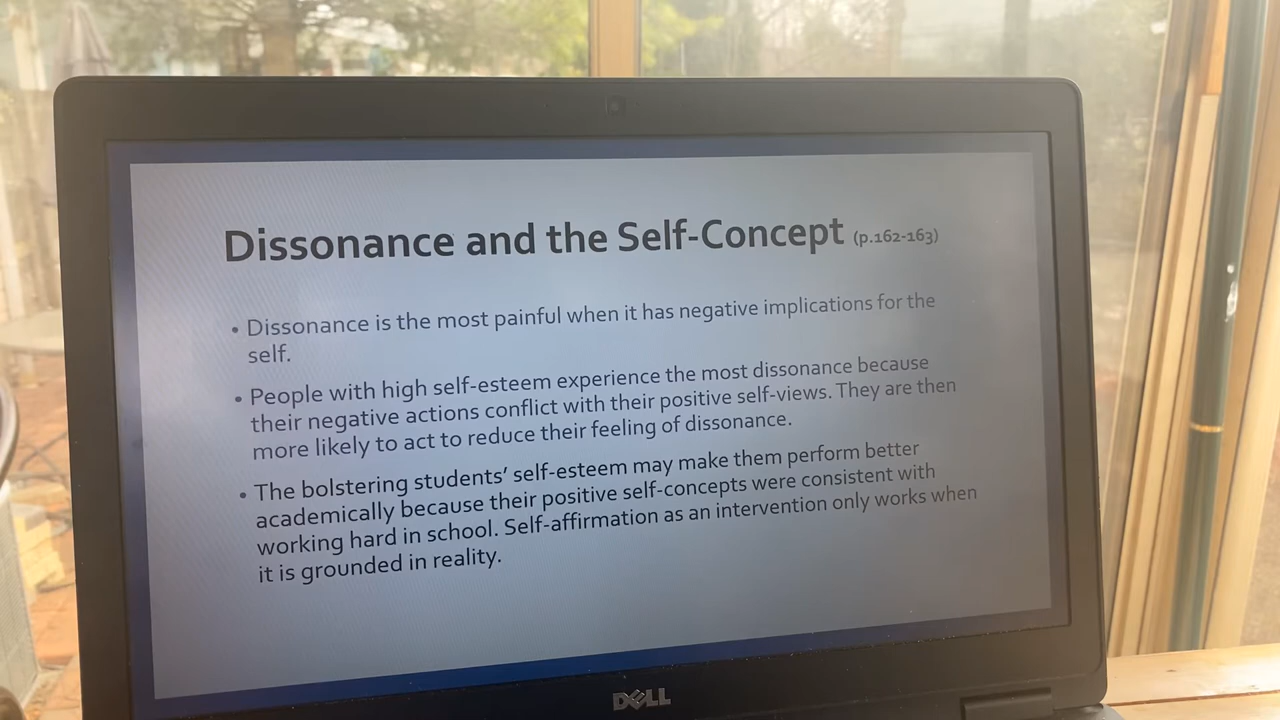 Dissonance and the Self-Concept (p.162-163)
• Dissonance is the most painful when it has negative implications for the
self.
• People with high self-esteem experience the most dissonance because
their negative actions conflict with their positive self-views. They are then
more likely to act to reduce their feeling of dissonance.
• The bolstering students’ self-esteem may make them perform better
academically because their positive self-concepts were consistent with
working hard in school. Self-affirmation as an intervention only works when
it is grounded in reality.
DELL